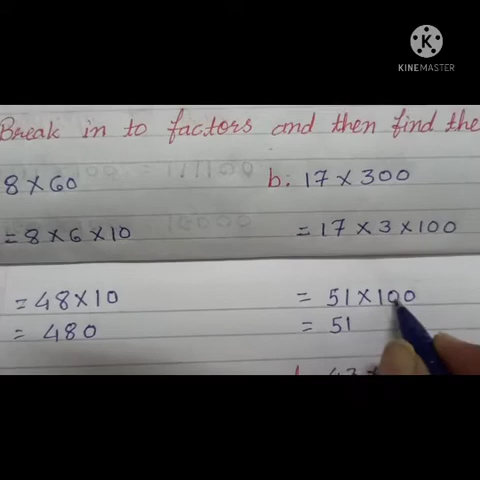 KINEMASTER
Break in to factors and then find the
8 × 60
= 8 × 6 × 10
= 48 × 10
= 480
b. 17 × 300
= 17 × 3 × 100
= 51 × 100
= 51